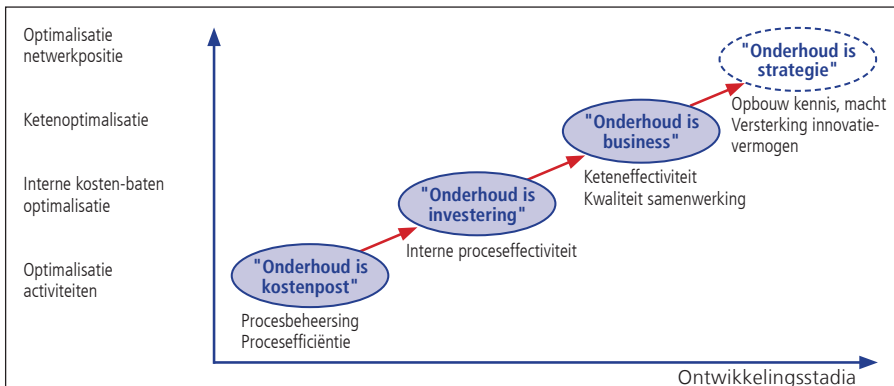 Optimalisatie
netwerkpositie
Ketenoptimalisatie
Interne kosten-baten
optimalisatie
Optimalisatie
activiteiten
"Onderhoud is
strategie"
Opbouw kennis, macht
Versterking innovatie-
vermogen
"Onderhoud is
business"
Keteneffectiviteit
Kwaliteit samenwerking
"Onderhoud is
investering"
Interne proceseffectiviteit
"Onderhoud is
kostenpost"
Procesbeheersing
Procesefficiëntie
Ontwikkelingsstadia